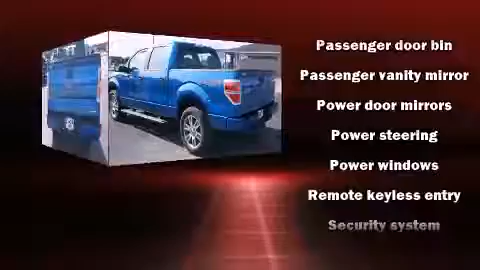 Passenger door bin
Passenger vanity mirror
Power door mirrors
Power steering
Power windows
Remote keyless entry
Security system